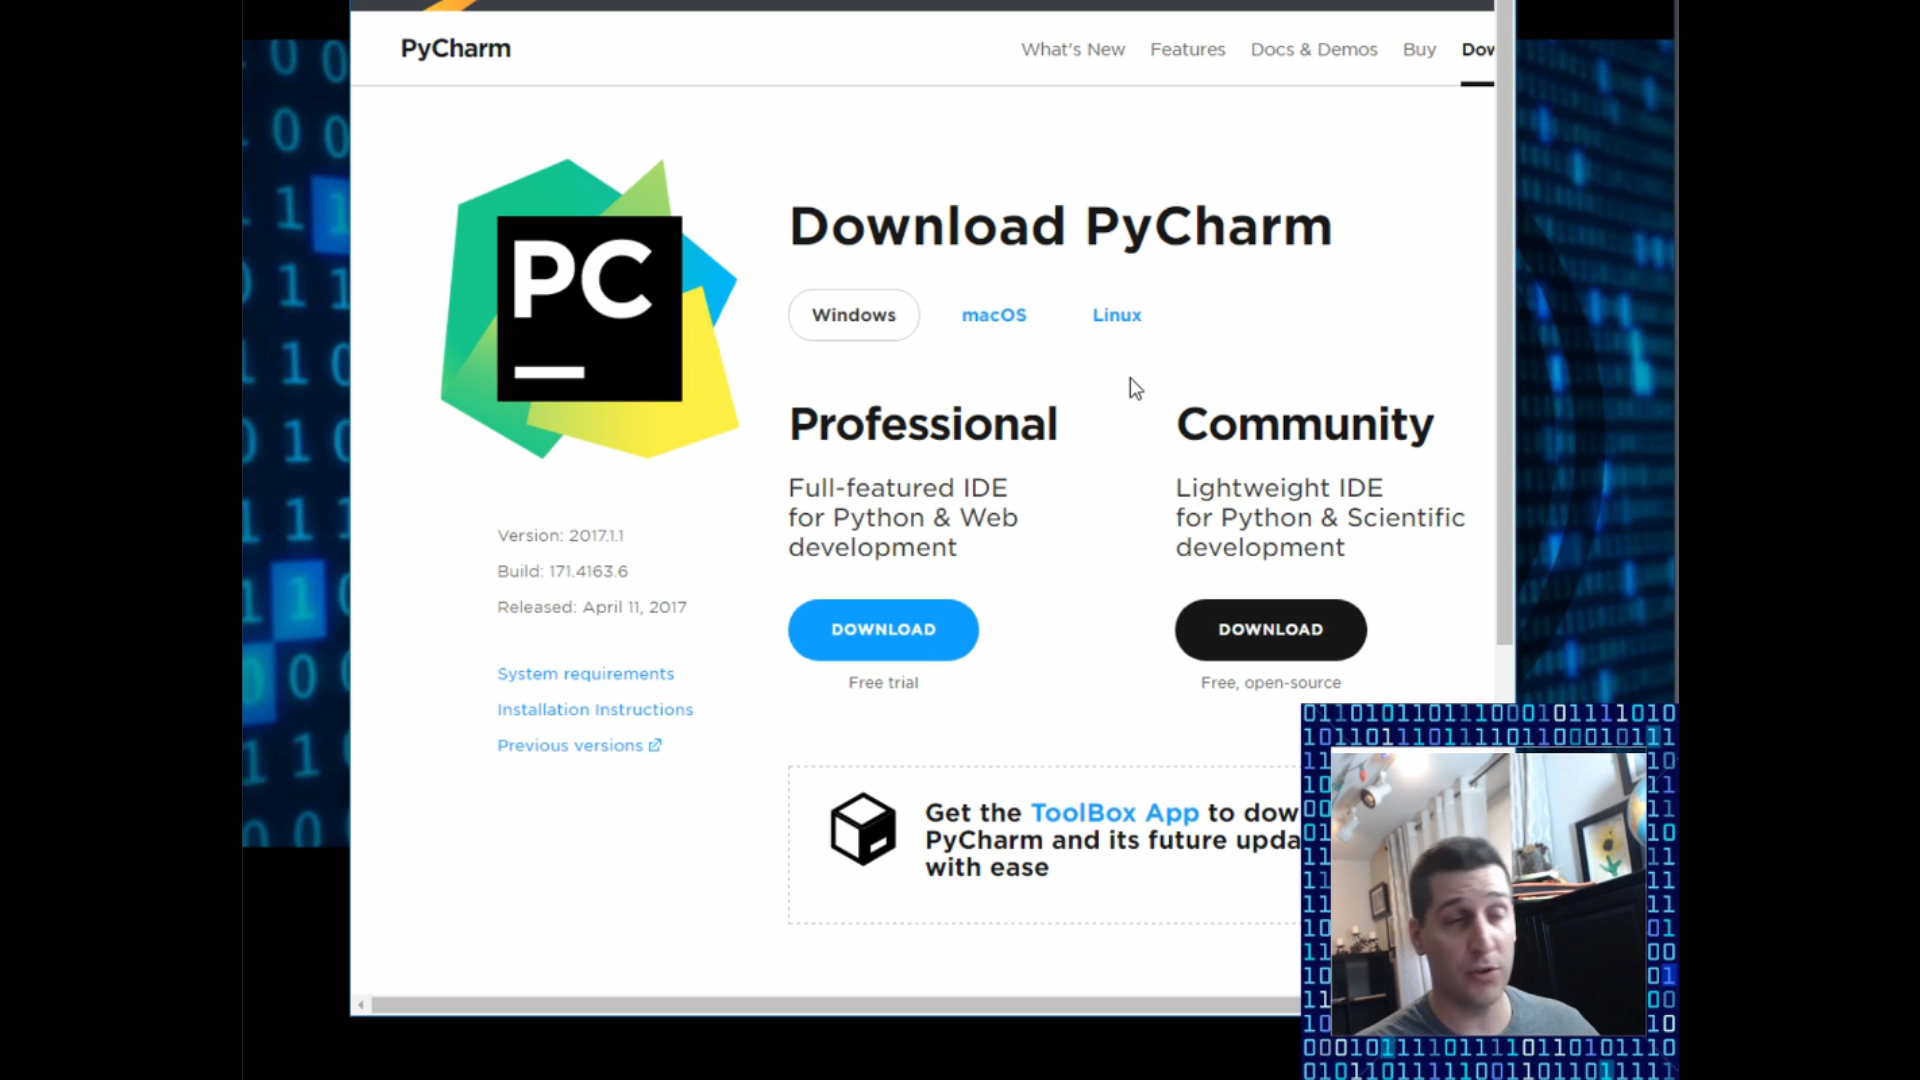 PyCharm
What's New
Features
Docs & Demos
Buy
Dow
Download PyCharm
PC
Windows
macOS
Linux
Professional
Community
Full-featured IDE
for Python & Web
development
Lightweight IDE
for Python & Scientific
development
Version: 2017.1.1
Build: 171.4163.6
Released: April 11, 2017
DOWNLOAD
DOWNLOAD
Free trial
Free, open-source
System requirements
Installation Instructions
Previous versions
Get the ToolBox App to dow
PyCharm and its future upda
with ease